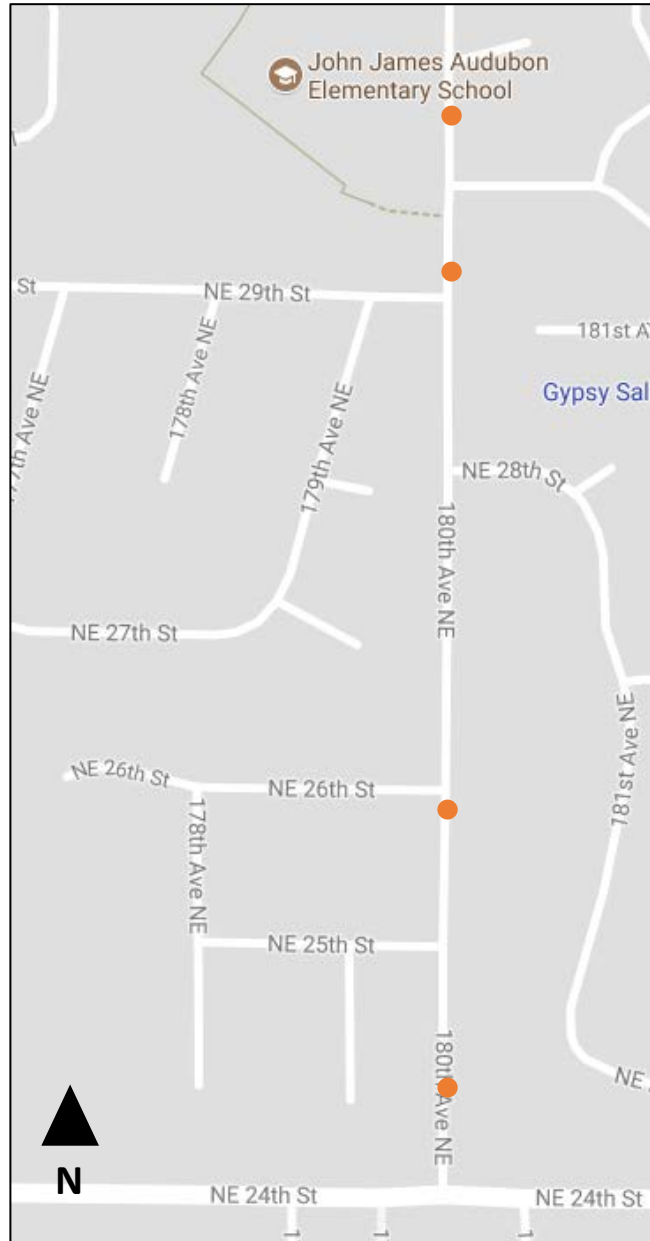 John James Audubon
Elementary School
St
NE 29th St
178th Ave NE
179th Ave NE
181st A
Gypsy Sal
NE 28th St
180th Ave NE
NE 27th St
181st Ave NE
NE 26th St
NE 26th St
178th Ave NE
NE 25th St
180th Ave NE
NE
N
NE 24th St
NE 24th St